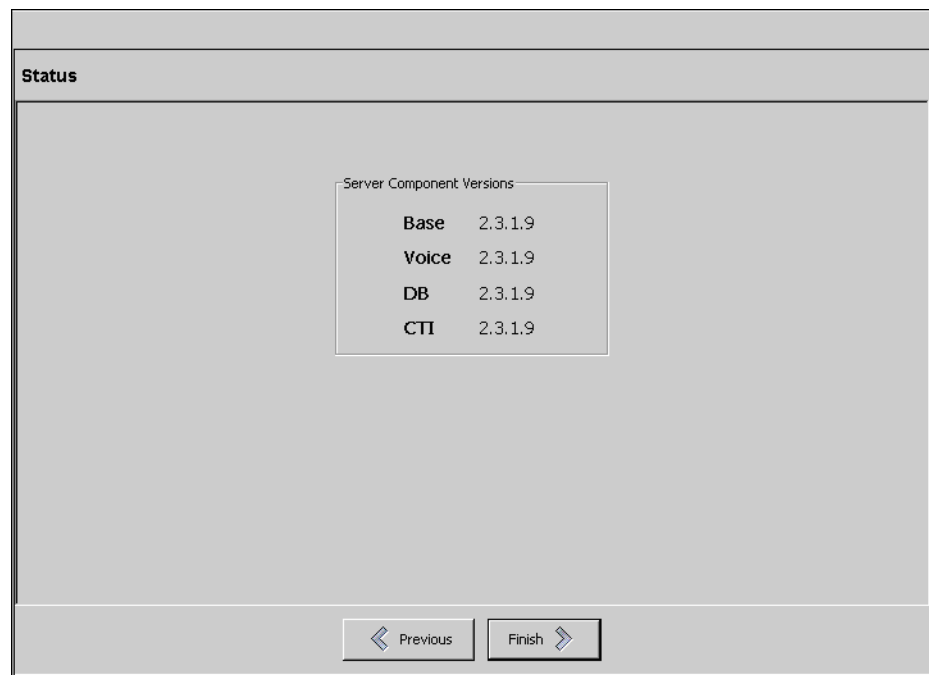 Status
Server Component Versions
Base 2.3.1.9
Voice 2.3.1.9
DB 2.3.1.9
CTI 2.3.1.9
Previous Finish